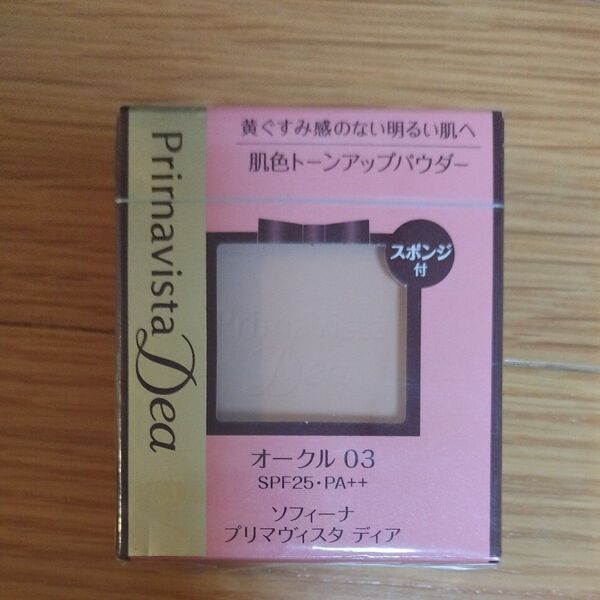 Primavista
Dea
黄ぐすみ感のない明るい肌へ
肌色トーンアップパウダー
スポンジ
付
Primavista
Dea
オークル 03
SPF25・PA++
ソフィーナ
プリマヴィスタ ディア